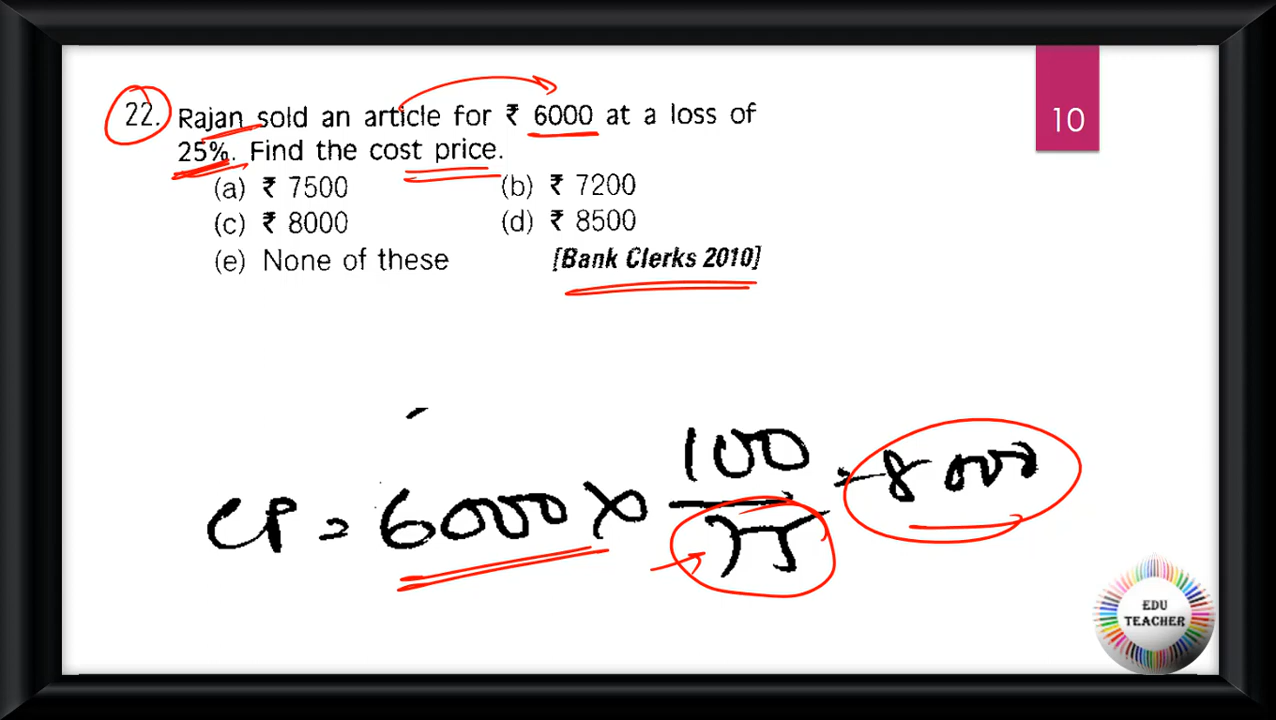 10
22. Rajan sold an article for ₹ 6000 at a loss of
25%. Find the cost price.
(a) ₹ 7500 (b) ₹ 7200
(c) ₹ 8000 (d) ₹ 8500
(e) None of these [Bank Clerks 2010]
100
CP = 6000 × = 8000
75
EDU
TEACHER